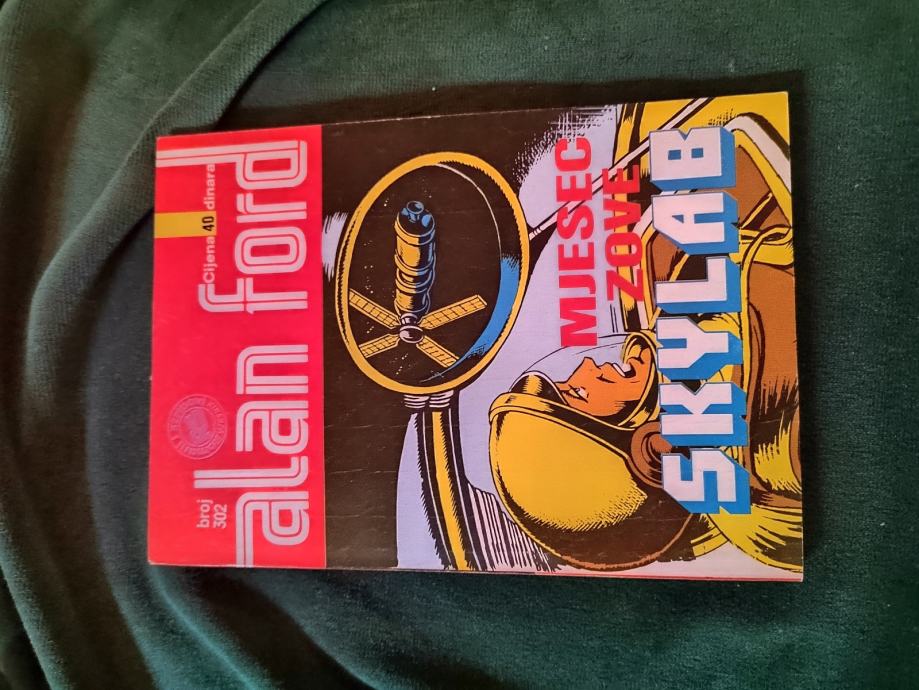 Cijena 40 dinara
broj
302
alan ford
MJESEC
ZOVE
SKYLAB